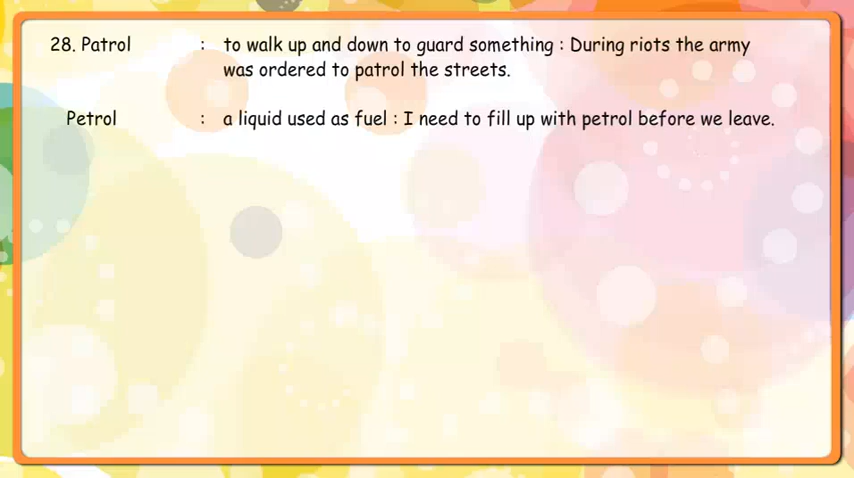 28. Patrol : to walk up and down to guard something : During riots the army
was ordered to patrol the streets.
Petrol : a liquid used as fuel : I need to fill up with petrol before we leave.